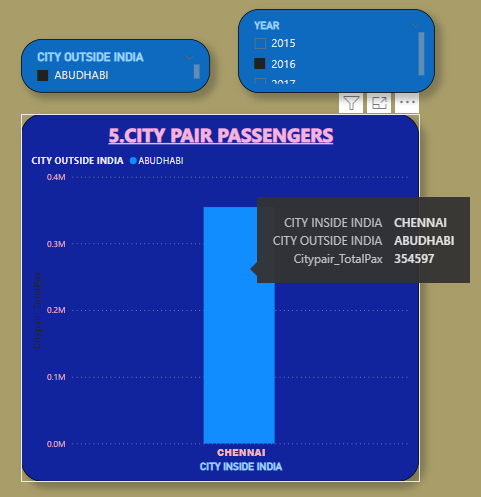 CITY OUTSIDE INDIA
ABUDHABI
YEAR
2015
2016
2017
5.CITY PAIR PASSENGERS
CITY OUTSIDE INDIA ABUDHABI
0.4M
0.3M
0.2M
0.1M
0.0M
Citypair_TotalPax
CITY INSIDE INDIA CHENNAI
CITY OUTSIDE INDIA ABUDHABI
Citypair_TotalPax 354597
CHENNAI
CITY INSIDE INDIA